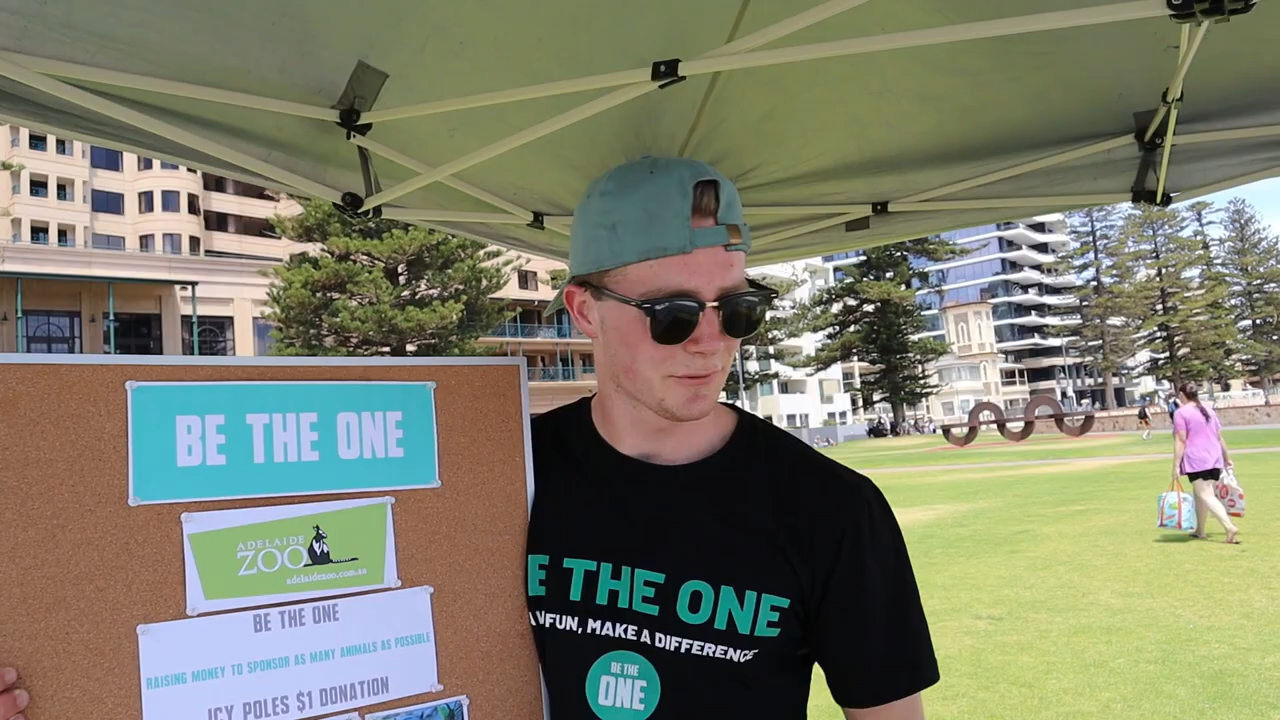 BE THE ONE
ADELAIDE
ZOO
adelaidezoo.com.au
BE THE ONE
RAISING MONEY TO SPONSOR AS MANY ANIMALS AS POSSIBLE
ICY POLES $1 DONATION
E THE ONE
FUN, MAKE A DIFFERENCE
BE THE
ONE